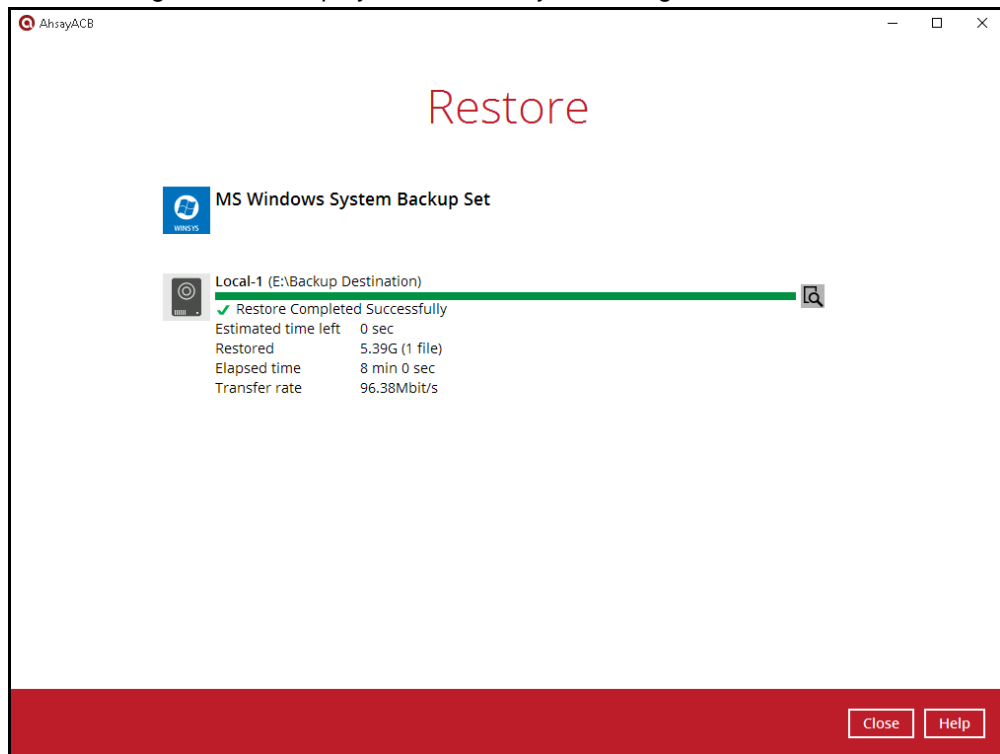 AhsayACB
Restore
MS Windows System Backup Set
WINSYS
Local-1 (E:\Backup Destination)
Restore Completed Successfully
Estimated time left 0 sec
Restored 5.39G (1 file)
Elapsed time 8 min 0 sec
Transfer rate 96.38Mbit/s
Close Help